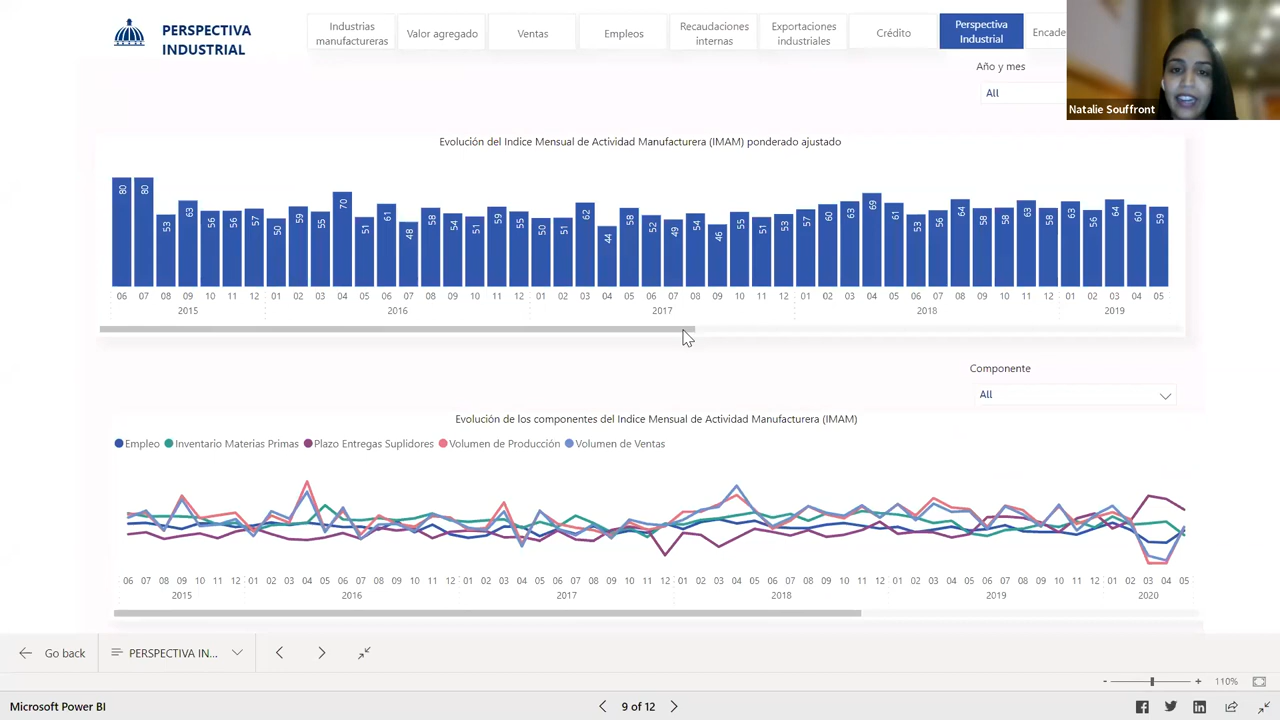 PERSPECTIVA
INDUSTRIAL
Industrias
manufactureras
Valor agregado
Ventas
Empleos
Recaudaciones
internas
Exportaciones
industriales
Crédito
Perspectiva
Industrial
Encade
Natalie Souffront
Año y mes
All
Evolución del Indice Mensual de Actividad Manufacturera (IMAM) ponderado ajustado
80 80 53 63 56 56 57 50 59 55 70 51 61 48 58 54 51 59 55 50 51 62 44 58 52 49 54 46 55 51 53 57 60 63 69 61 53 56 64 58 58 63 58 63 56 64 60 59
06 07 08 09 10 11 12 01 02 03 04 05 06 07 08 09 10 11 12 01 02 03 04 05 06 07 08 09 10 11 12 01 02 03 04 05 06 07 08 09 10 11 12 01 02 03 04 05
2015 2016 2017 2018 2019
Componente
All
Evolución de los componentes del Indice Mensual de Actividad Manufacturera (IMAM)
Empleo Inventario Materias Primas Plazo Entregas Suplidores Volumen de Producción Volumen de Ventas
06 07 08 09 10 11 12 01 02 03 04 05 06 07 08 09 10 11 12 01 02 03 04 05 06 07 08 09 10 11 12 01 02 03 04 05 06 07 08 09 10 11 12 01 02 03 04 05 06 07 08 09 10 11 12 01 02 03 04 05
2015 2016 2017 2018 2019 2020
Go back
PERSPECTIVA IN...
- + 110%
Microsoft Power BI
9 of 12